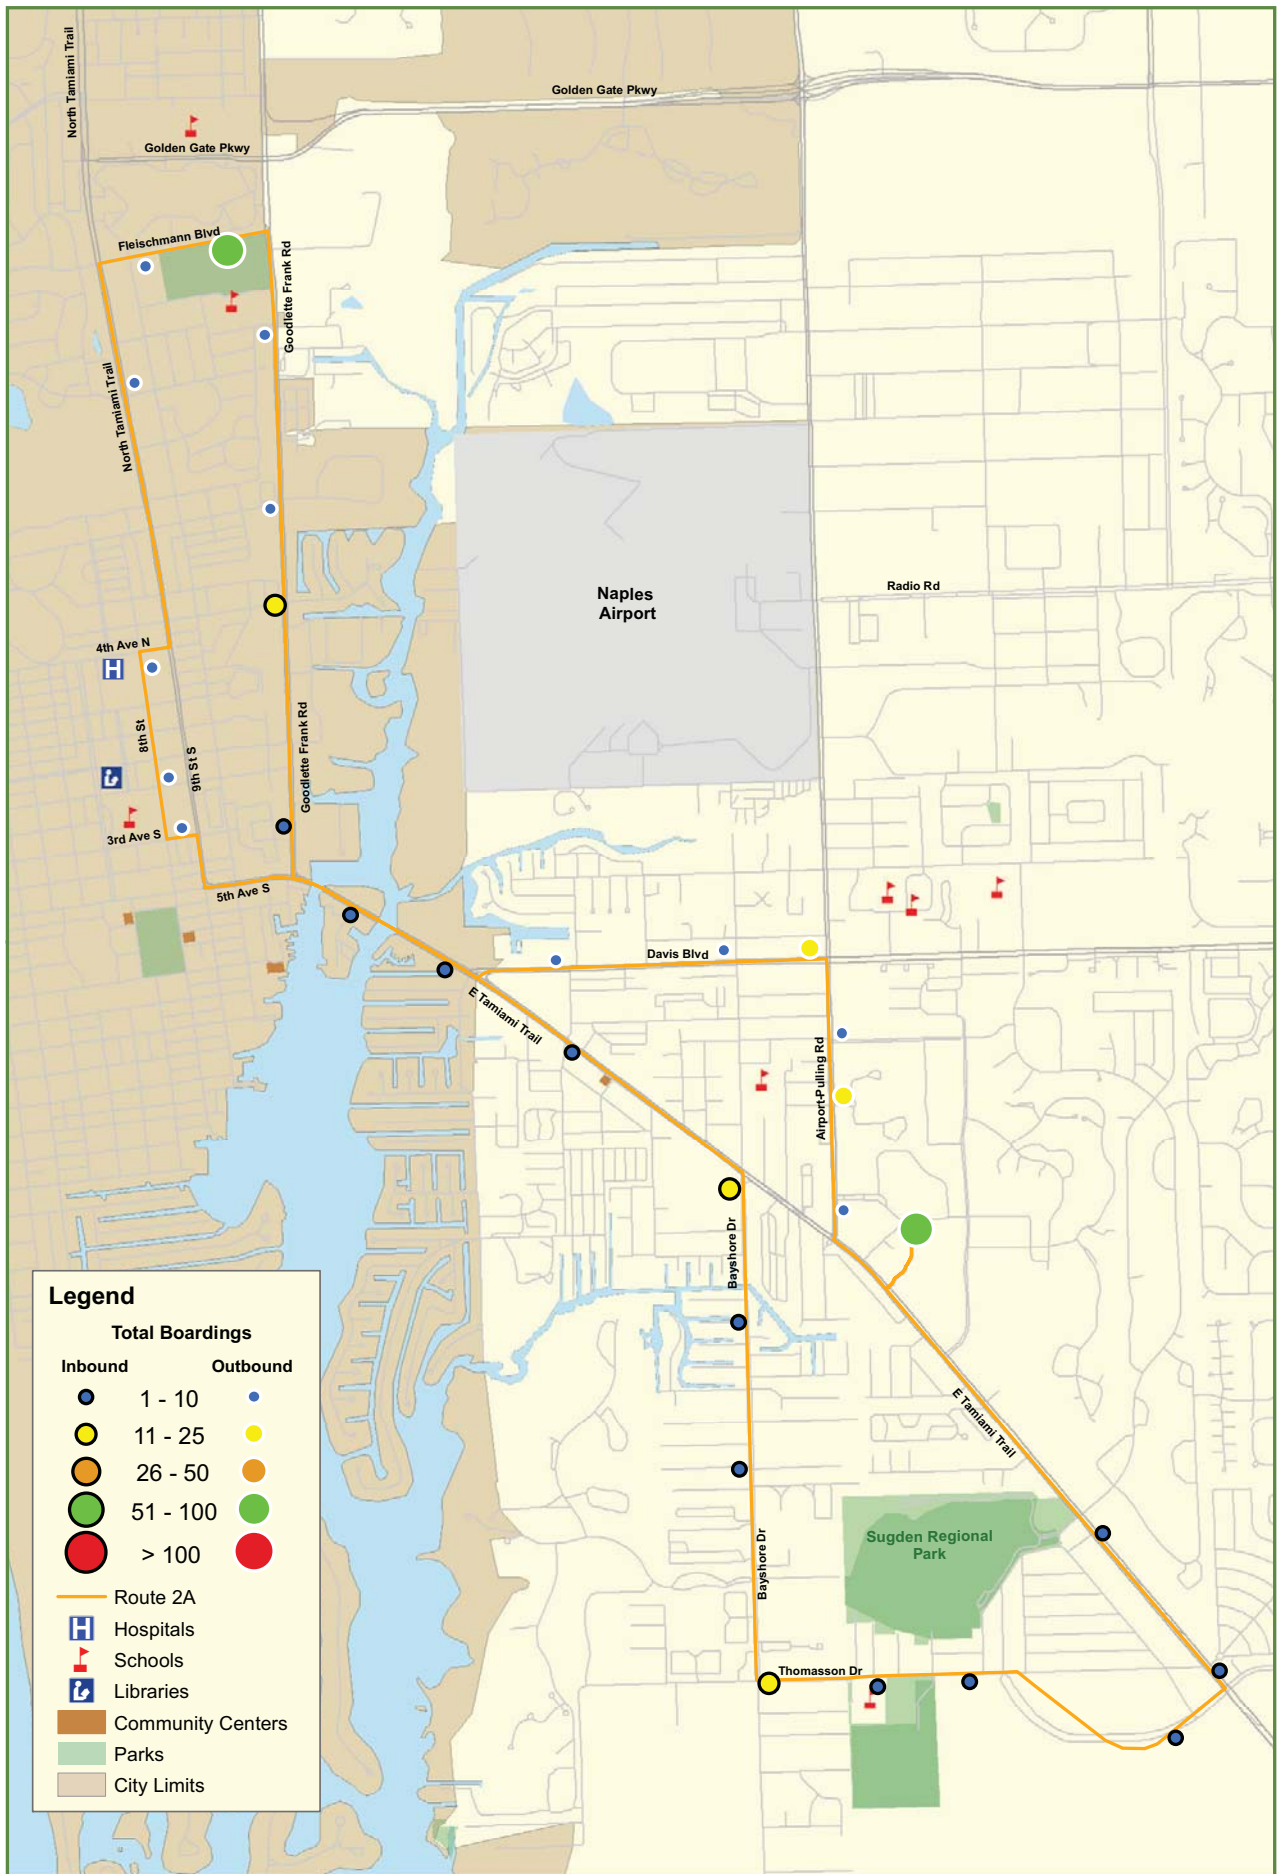 North Tamiami Trail
Golden Gate Pkwy
Golden Gate Pkwy
Fleischmann Blvd
Goodlette Frank Rd
North Tamiami Trail
Naples
Airport
Radio Rd
4th Ave N
H
8th St
9th St S
Goodlette Frank Rd
3rd Ave S
5th Ave S
Davis Blvd
E Tamiami Trail
Airport-Pulling Rd
Bayshore Dr
E Tamiami Trail
Sugden Regional
Park
Bayshore Dr
Thomasson Dr
Legend
Total Boardings
Inbound Outbound
1 - 10
11 - 25
26 - 50
51 - 100
> 100
Route 2A
H Hospitals
Schools
Libraries
Community Centers
Parks
City Limits